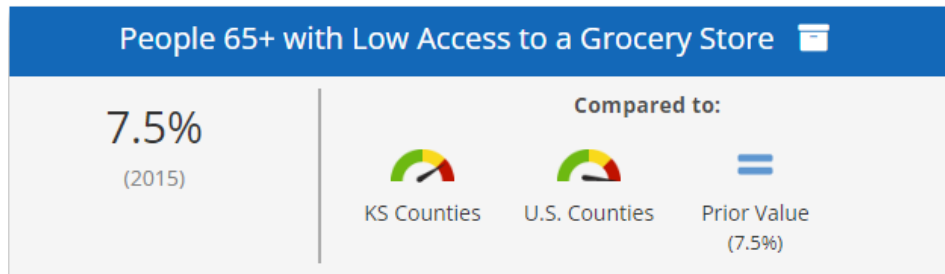 People 65+ with Low Access to a Grocery Store
7.5%
(2015)
Compared to:
KS Counties
U.S. Counties
Prior Value
(7.5%)